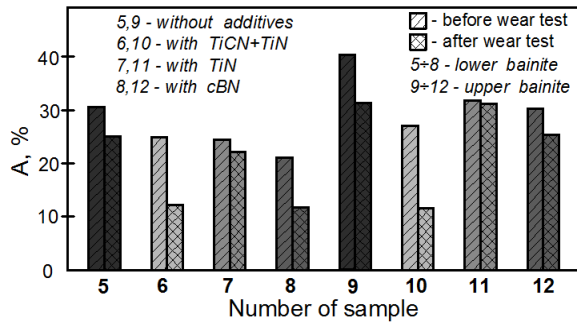 5,9 - without additives
6,10 - with TiCN+TiN
7,11 - with TiN
8,12 - with cBN
- before wear test
- after wear test
5÷8 - lower bainite
9÷12 - upper bainite
A, %
40
30
20
10
0
5 6 7 8 9 10 11 12
Number of sample